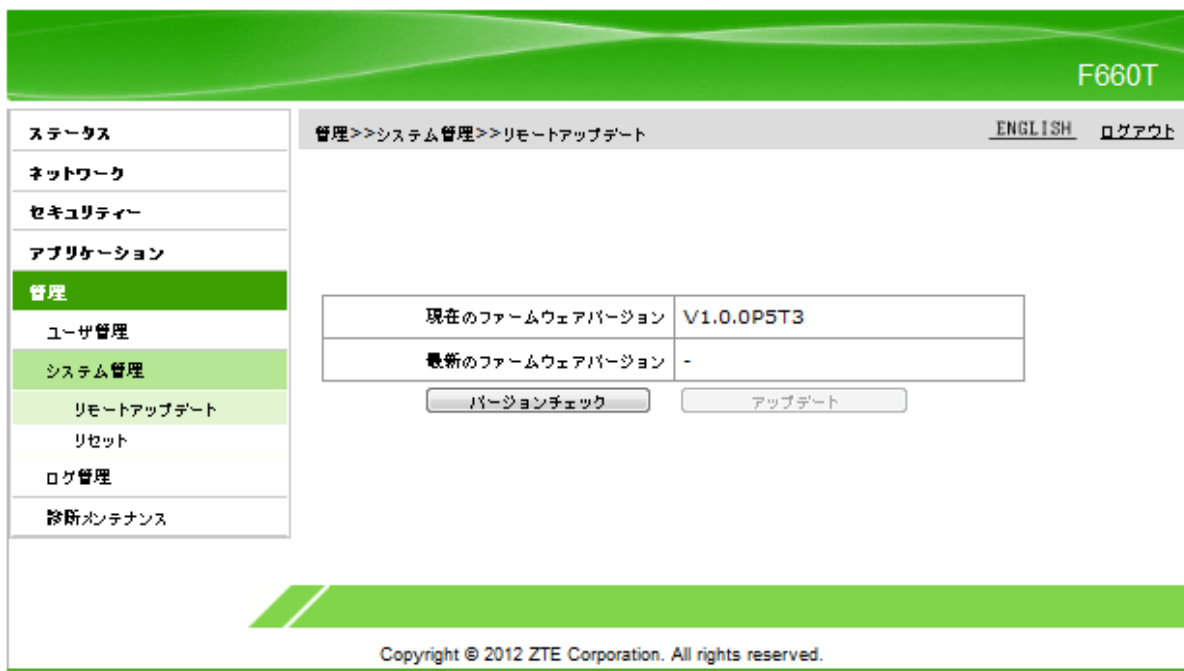 F660T
ステータス
ネットワーク
セキュリティー
アプリケーション
管理
ユーザ管理
システム管理
リモートアップデート
リセット
ログ管理
診断メンテナンス
管理>>システム管理>>リモートアップデート
ENGLISH ログアウト
現在のファームウェアバージョン V1.0.0P5T3
最新のファームウェアバージョン -
バージョンチェック アップデート
Copyright © 2012 ZTE Corporation. All rights reserved.